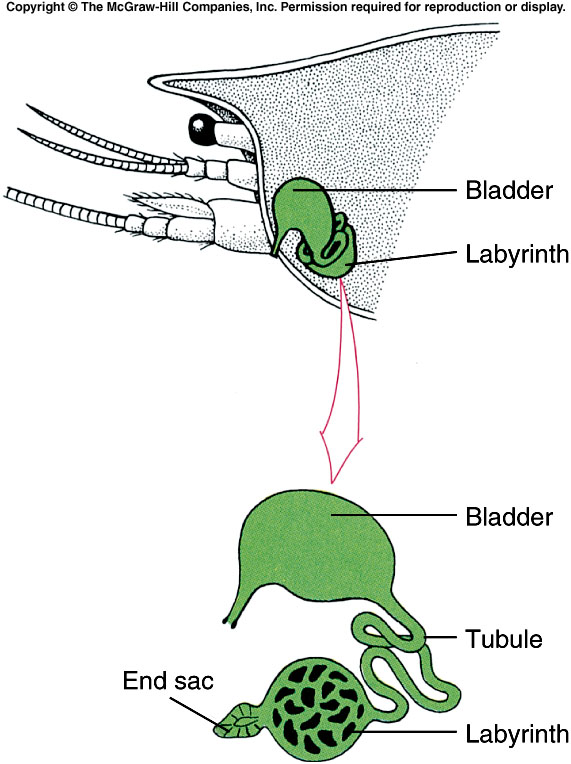 Copyright © The McGraw-Hill Companies, Inc. Permission required for reproduction or display.
Bladder
Labyrinth
Bladder
Tubule
End sac
Labyrinth